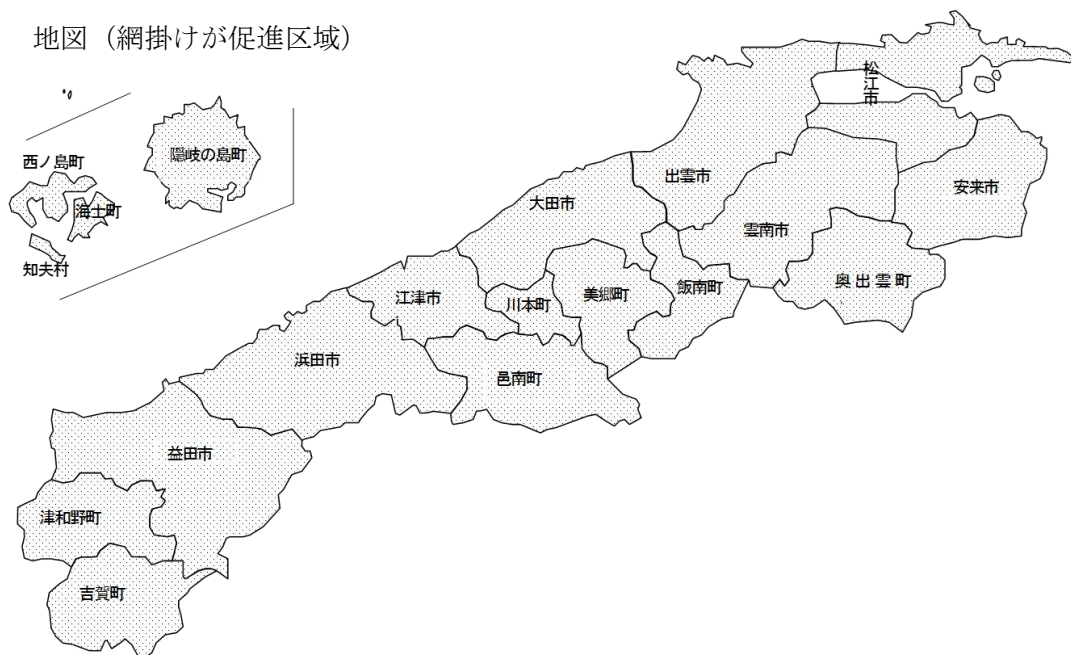 地図（網掛けが促進区域）
松江市
隠岐の島町
西ノ島町
海士町
知夫村
出雲市
安来市
大田市
雲南市
奥出雲町
飯南町
美郷町
川本町
江津市
浜田市
邑南町
益田市
津和野町
吉賀町